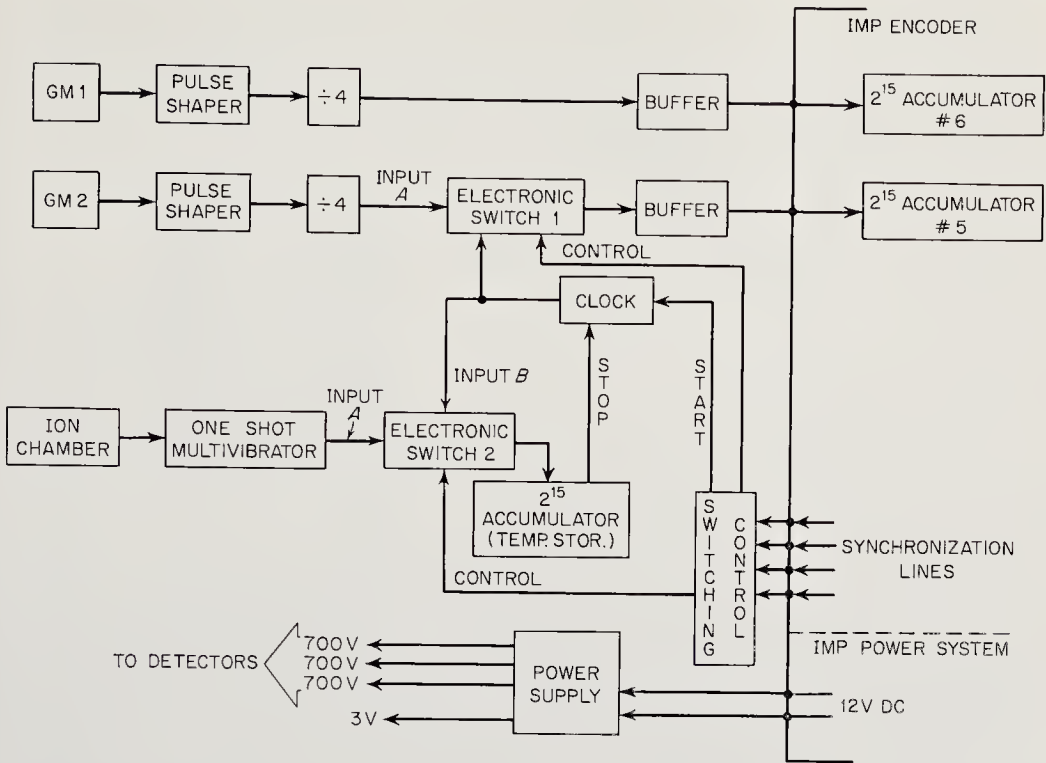 IMP ENCODER
GM 1
PULSE
SHAPER
÷4
BUFFER
2¹⁵ ACCUMULATOR
# 6
GM 2
PULSE
SHAPER
÷4
INPUT
A
ELECTRONIC
SWITCH 1
BUFFER
2¹⁵ ACCUMULATOR
# 5
CONTROL
CLOCK
INPUT B
STOP
START
ION
CHAMBER
ONE SHOT
MULTIVIBRATOR
INPUT
A
ELECTRONIC
SWITCH 2
2¹⁵
ACCUMULATOR
(TEMP. STOR.)
SWITCHING
CONTROL
SYNCHRONIZATION
LINES
CONTROL
IMP POWER SYSTEM
TO DETECTORS
700V
700V
700V
3V
POWER
SUPPLY
12V DC